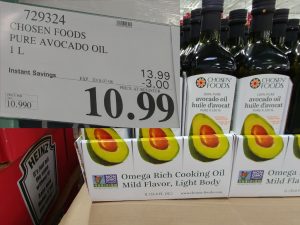 729324
CHOSEN FOODS
PURE AVOCADO OIL
1 L
Instant Savings
13.99
-3.00
10.990
10.99
CHOSEN FOODS
avocado oil
huile d'avocat
CHOSEN FOODS
avocado oil
huile d'avocat
HEINZ
Omega Rich Cooking Oil
Mild Flavor, Light Body
Omega
Mild